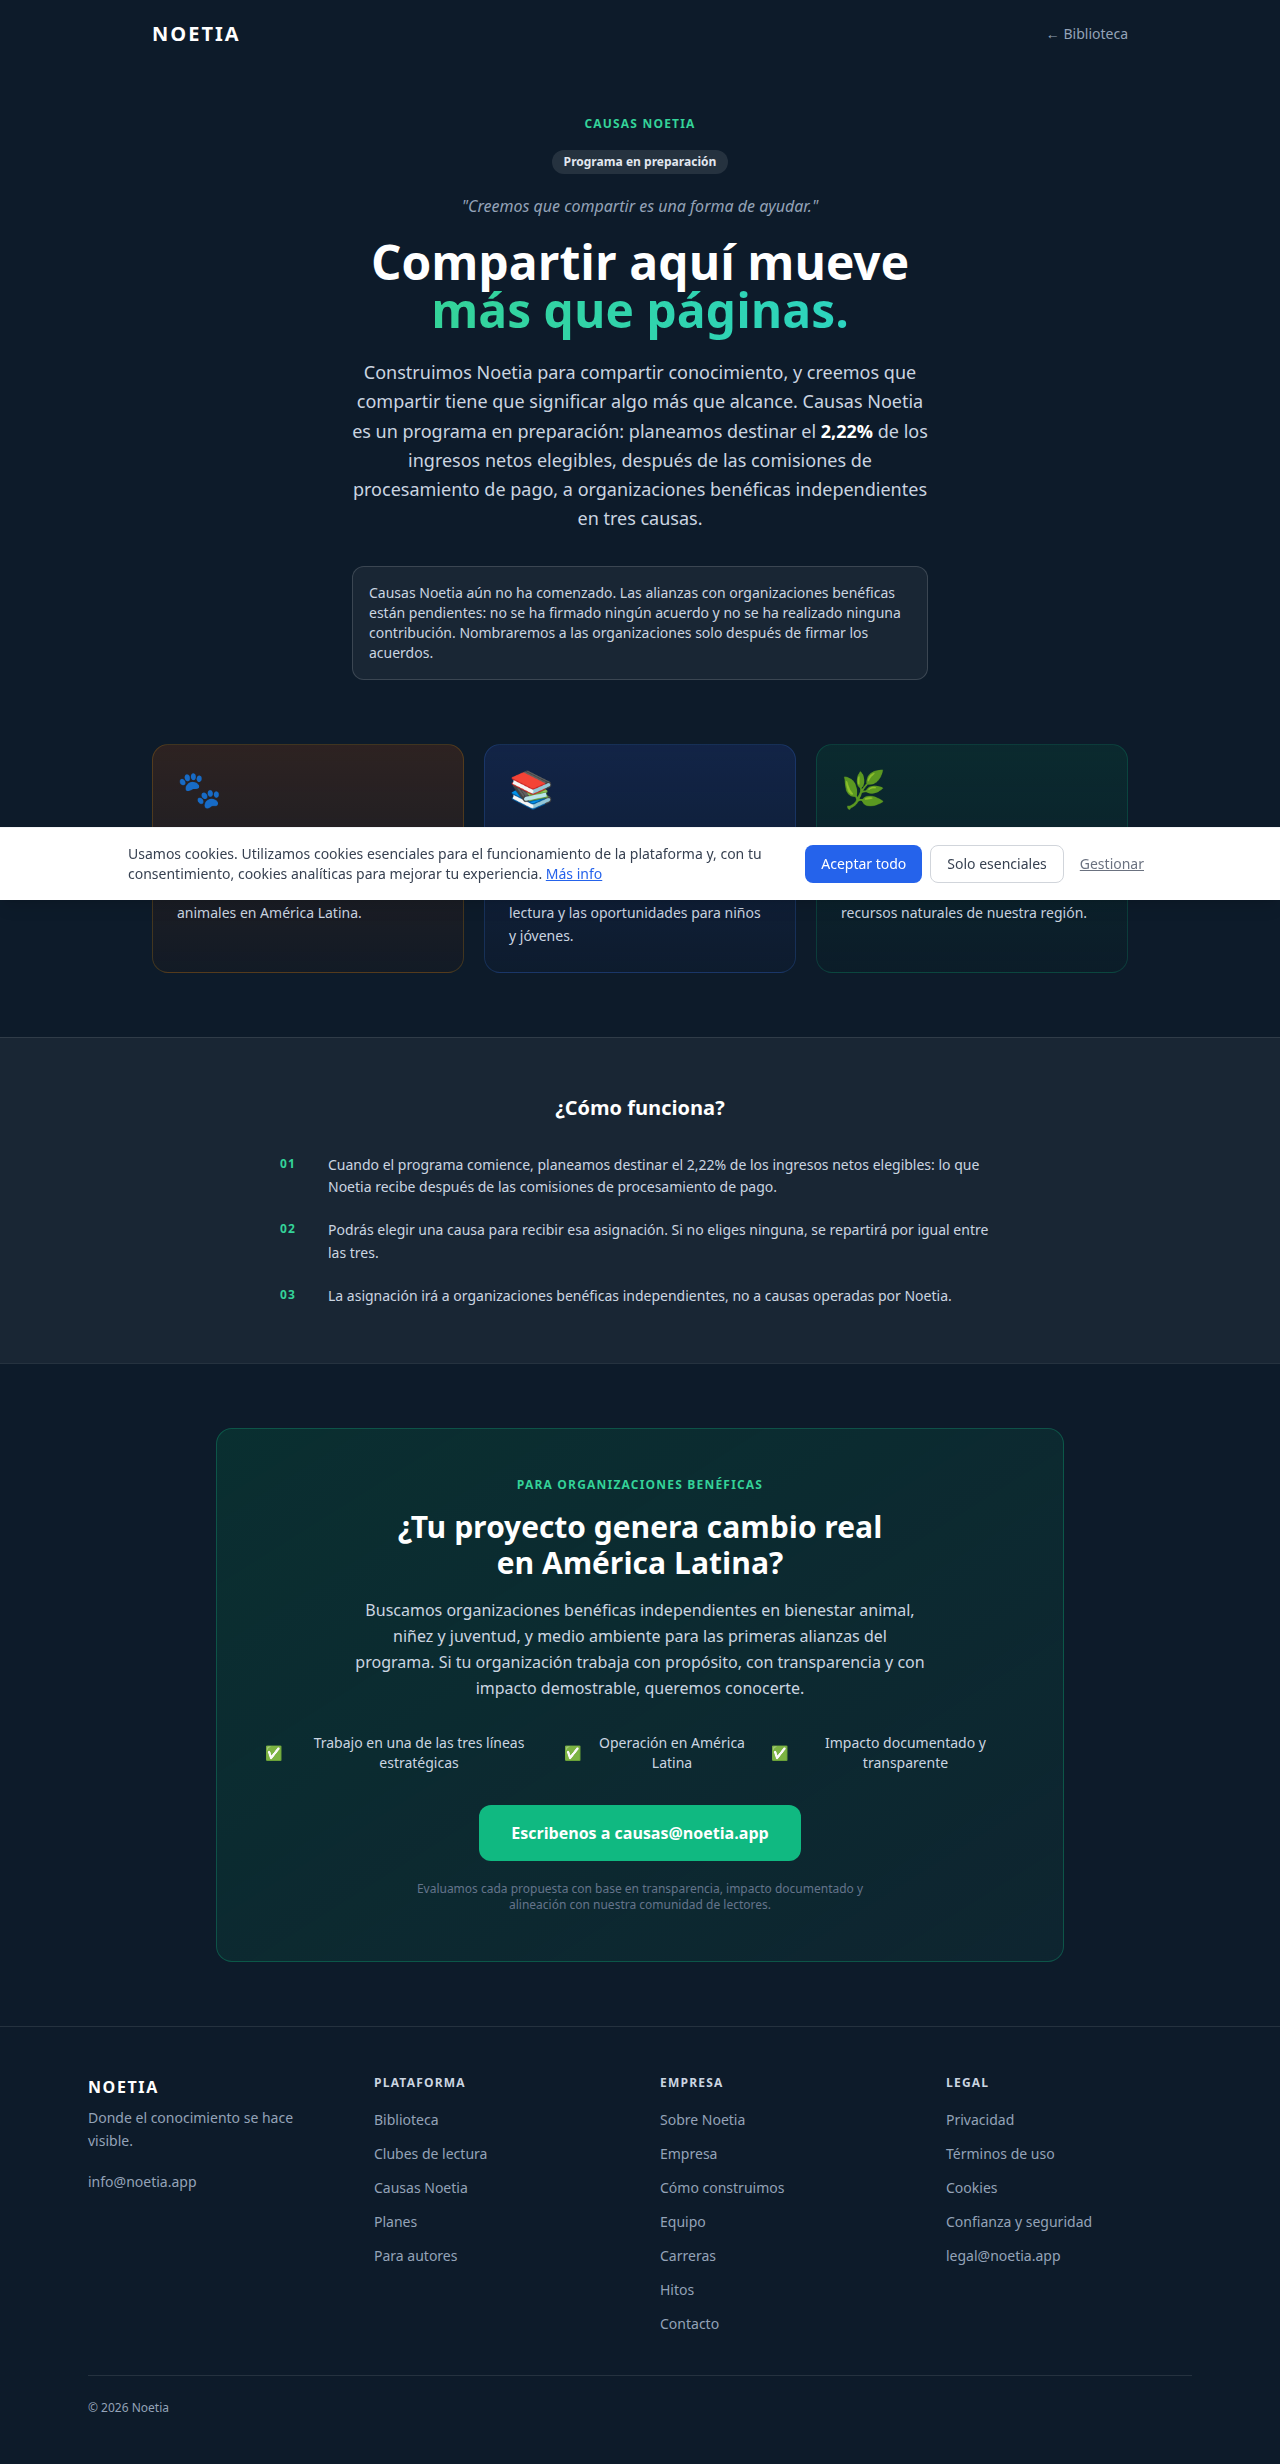 NOETIA
← Biblioteca
CAUSAS NOETIA
Programa en preparación
"Creemos que compartir es una forma de ayudar."
Compartir aquí mueve
más que páginas.
Construimos Noetia para compartir conocimiento, y creemos que
compartir tiene que significar algo más que alcance. Causas Noetia
es un programa en preparación: planeamos destinar el 2,22% de los
ingresos netos elegibles, después de las comisiones de
procesamiento de pago, a organizaciones benéficas independientes
en tres causas.
Causas Noetia aún no ha comenzado. Las alianzas con organizaciones benéficas
están pendientes: no se ha firmado ningún acuerdo y no se ha realizado ninguna
contribución. Nombraremos a las organizaciones solo después de firmar los
acuerdos.
Usamos cookies. Utilizamos cookies esenciales para el funcionamiento de la plataforma y, con tu
consentimiento, cookies analíticas para mejorar tu experiencia. Más info
Aceptar todo
Solo esenciales
Gestionar
animales en América Latina.
lectura y las oportunidades para niños
y jóvenes.
recursos naturales de nuestra región.
¿Cómo funciona?
01 Cuando el programa comience, planeamos destinar el 2,22% de los ingresos netos elegibles: lo que
Noetia recibe después de las comisiones de procesamiento de pago.
02 Podrás elegir una causa para recibir esa asignación. Si no eliges ninguna, se repartirá por igual entre
las tres.
03 La asignación irá a organizaciones benéficas independientes, no a causas operadas por Noetia.
PARA ORGANIZACIONES BENÉFICAS
¿Tu proyecto genera cambio real
en América Latina?
Buscamos organizaciones benéficas independientes en bienestar animal,
niñez y juventud, y medio ambiente para las primeras alianzas del
programa. Si tu organización trabaja con propósito, con transparencia y con
impacto demostrable, queremos conocerte.
✅ Trabajo en una de las tres líneas
estratégicas
✅ Operación en América
Latina
✅ Impacto documentado y
transparente
Escribenos a causas@noetia.app
Evaluamos cada propuesta con base en transparencia, impacto documentado y
alineación con nuestra comunidad de lectores.
NOETIA
Donde el conocimiento se hace
visible.
info@noetia.app
PLATAFORMA
Biblioteca
Clubes de lectura
Causas Noetia
Planes
Para autores
EMPRESA
Sobre Noetia
Empresa
Cómo construimos
Equipo
Carreras
Hitos
Contacto
LEGAL
Privacidad
Términos de uso
Cookies
Confianza y seguridad
legal@noetia.app
© 2026 Noetia